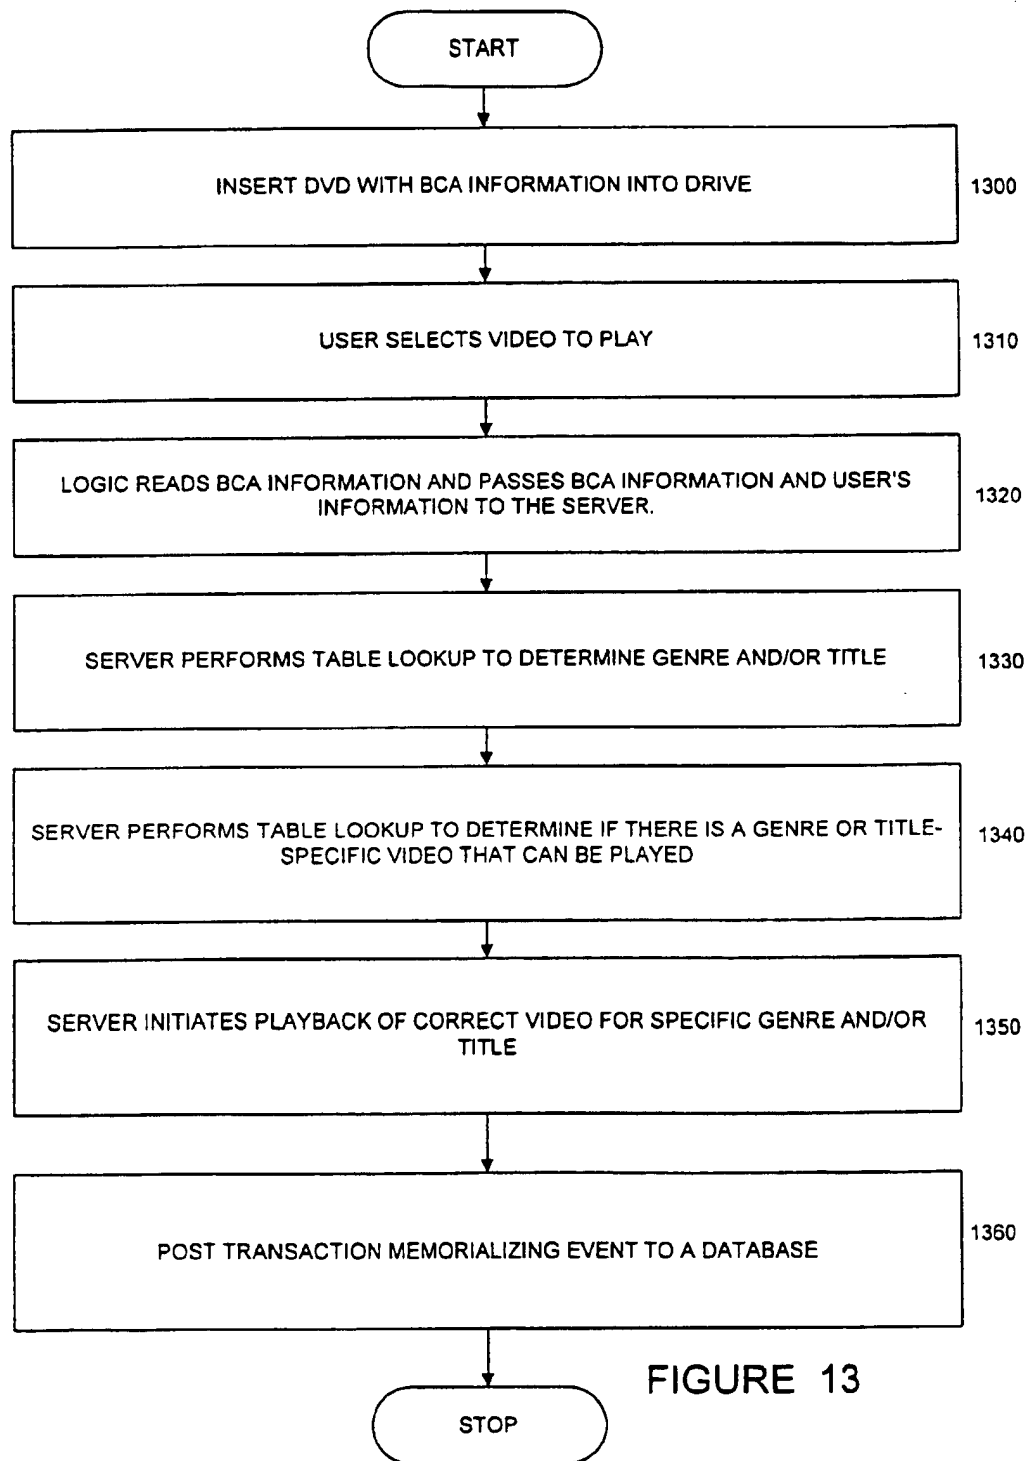 START
INSERT DVD WITH BCA INFORMATION INTO DRIVE
1300
USER SELECTS VIDEO TO PLAY
1310
LOGIC READS BCA INFORMATION AND PASSES BCA INFORMATION AND USER'S
INFORMATION TO THE SERVER.
1320
SERVER PERFORMS TABLE LOOKUP TO DETERMINE GENRE AND/OR TITLE
1330
SERVER PERFORMS TABLE LOOKUP TO DETERMINE IF THERE IS A GENRE OR TITLE-
SPECIFIC VIDEO THAT CAN BE PLAYED
1340
SERVER INITIATES PLAYBACK OF CORRECT VIDEO FOR SPECIFIC GENRE AND/OR
TITLE
1350
POST TRANSACTION MEMORIALIZING EVENT TO A DATABASE
1360
FIGURE 13
STOP